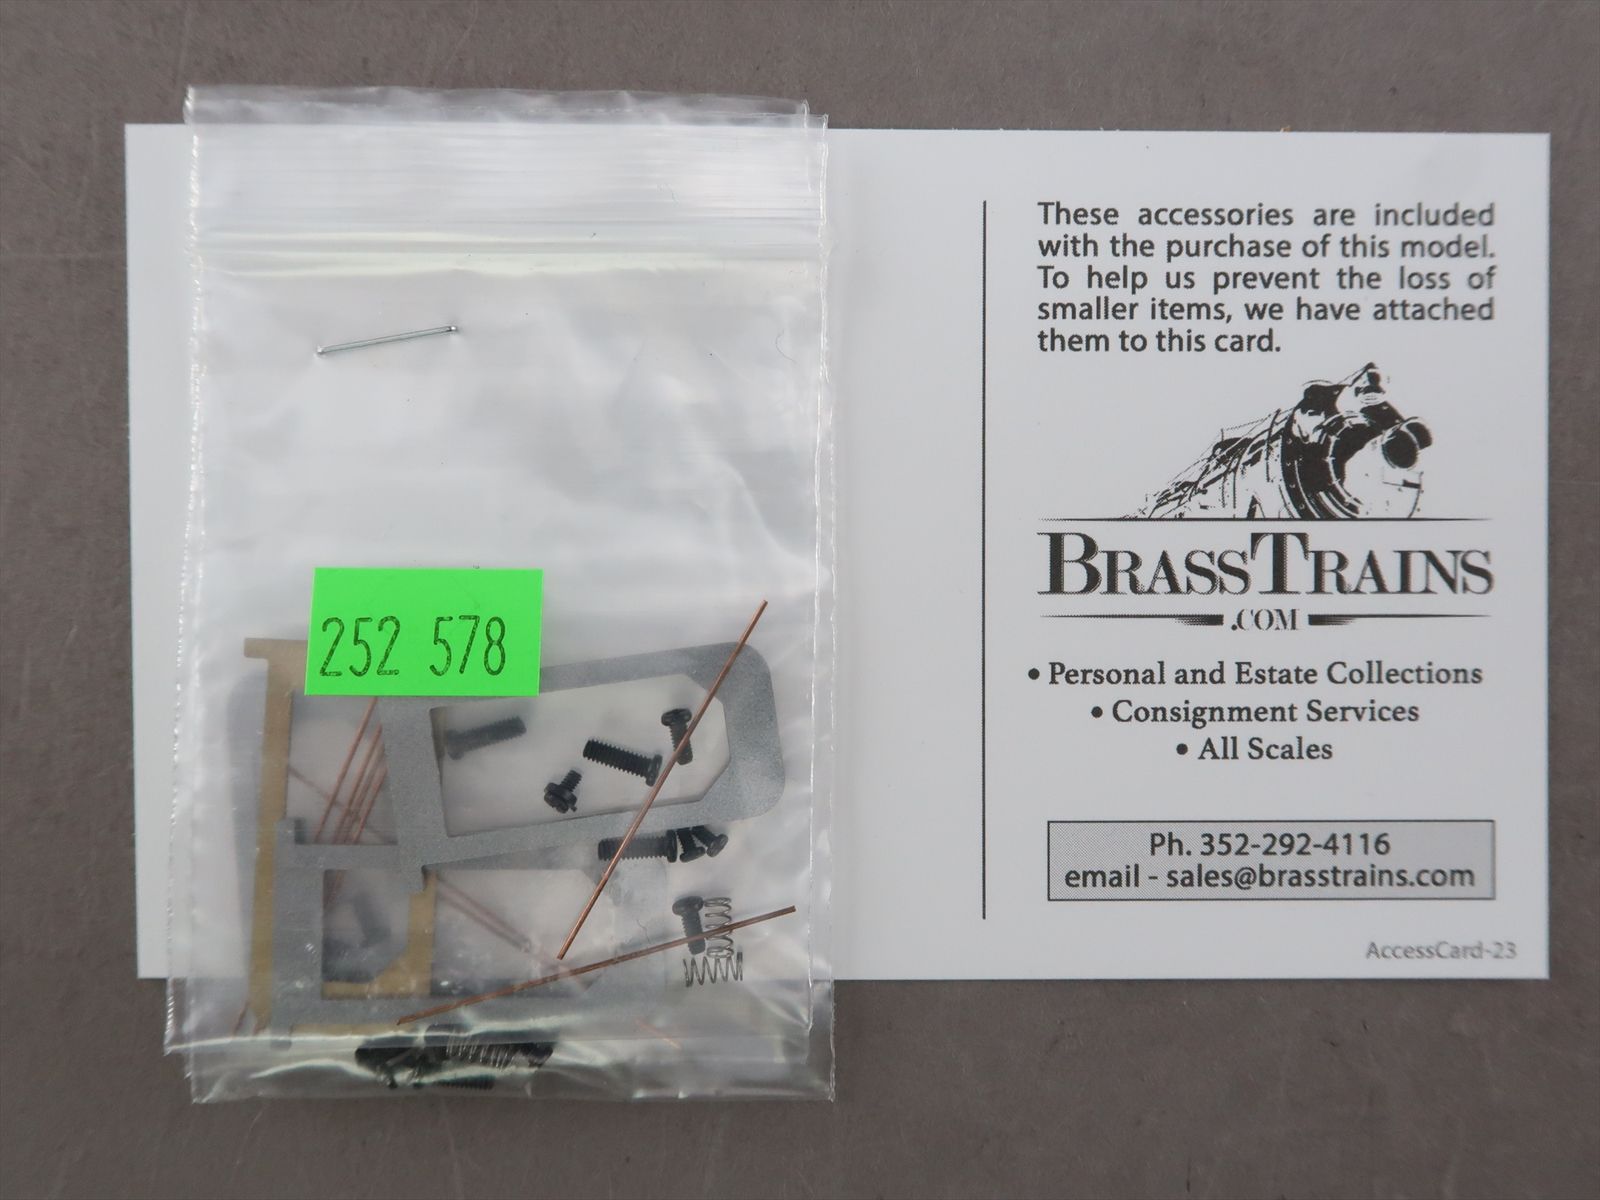 252 578
These accessories are included
with the purchase of this model.
To help us prevent the loss of
smaller items, we have attached
them to this card.
BRASSTRAINS
.COM
• Personal and Estate Collections
• Consignment Services
• All Scales
Ph. 352-292-4116
email - sales@brasstrains.com
AccessCard-23